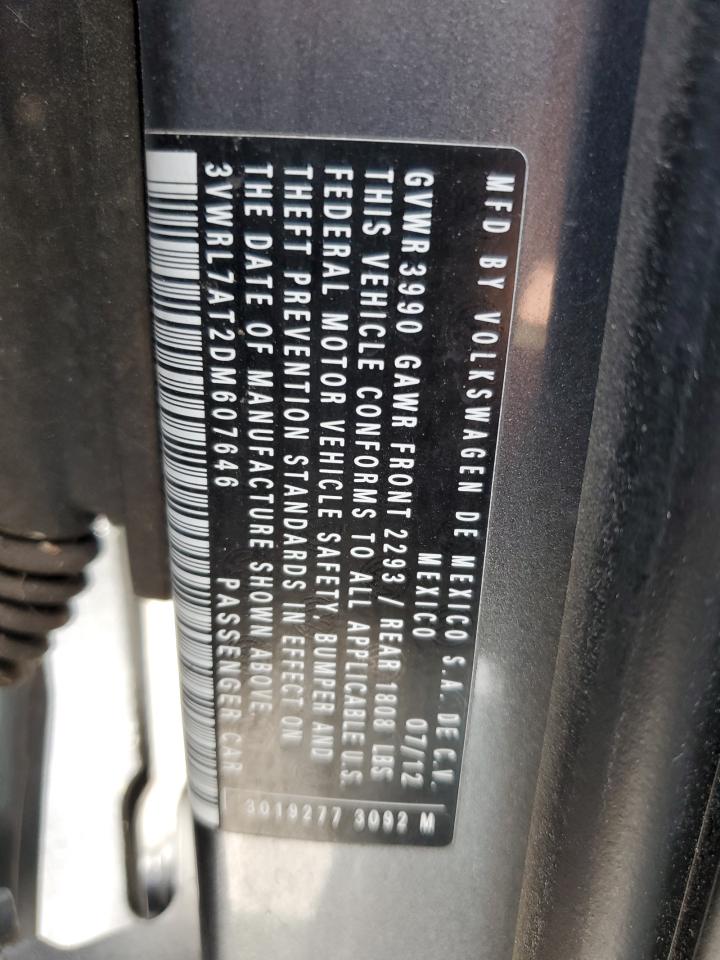 MFD BY VOLKSWAGEN DE MEXICO S.A. DE C.V.
MEXICO 07/12
GVWR 3990 GAWR FRONT 2293 / REAR 1808 LBS
THIS VEHICLE CONFORMS TO ALL APPLICABLE U.S.
FEDERAL MOTOR VEHICLE SAFETY, BUMPER AND
THEFT PREVENTION STANDARDS IN EFFECT ON
THE DATE OF MANUFACTURE SHOWN ABOVE.
3VWRL7AT2DM607646 PASSENGER CAR
3019277 3092 M